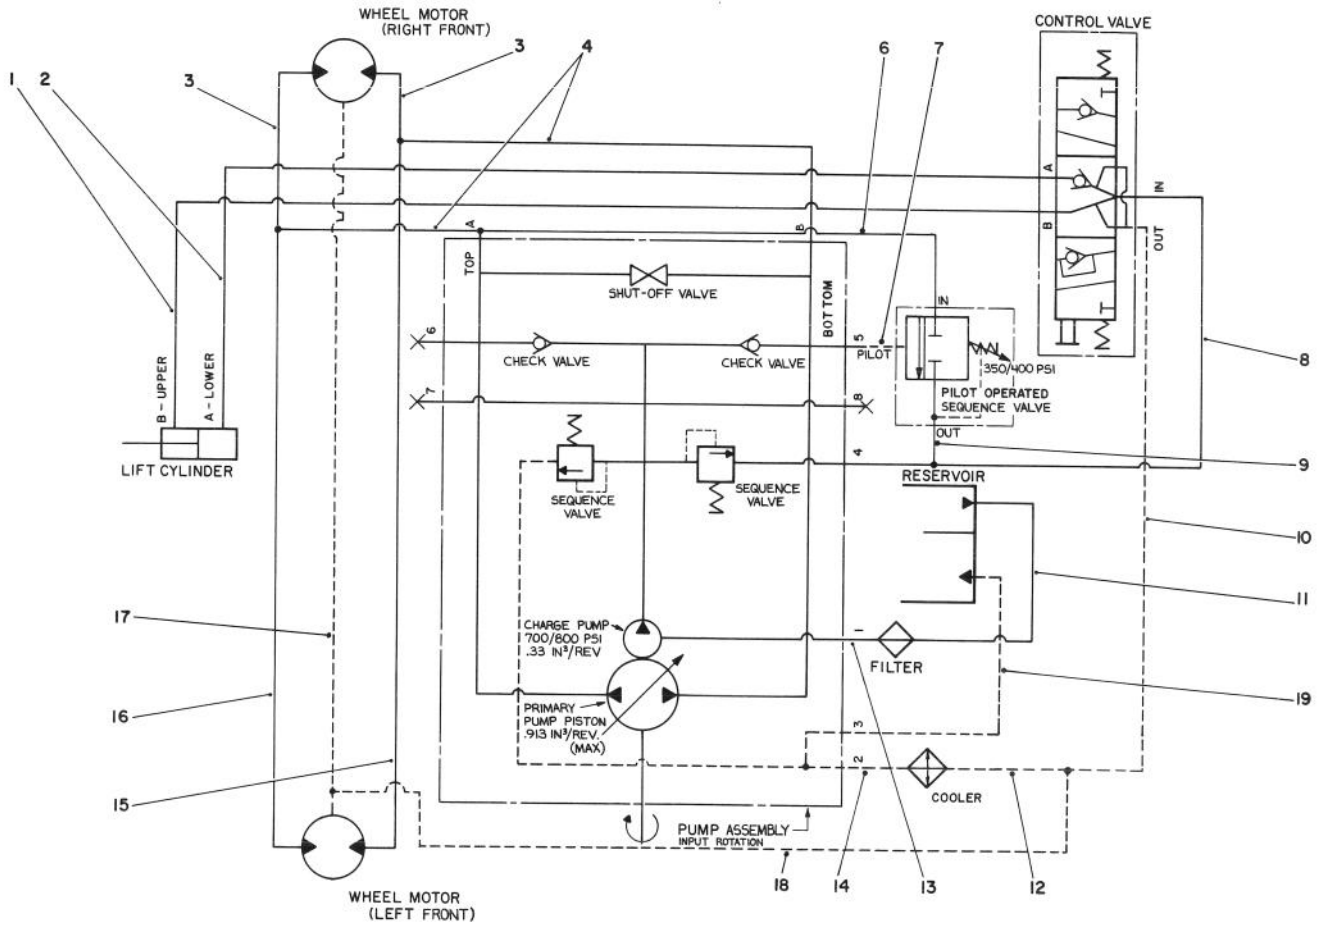 WHEEL MOTOR
(RIGHT FRONT)
CONTROL VALVE
1
2
3
3
4
6
7
A
IN
B
OUT
A
TOP
B
BOTTOM
SHUT-OFF VALVE
IN
6
CHECK VALVE
CHECK VALVE
5
PILOT
350/400 PSI
8
PILOT OPERATED
SEQUENCE VALVE
7
8
OUT
B - UPPER
A - LOWER
LIFT CYLINDER
4
9
RESERVOIR
SEQUENCE
VALVE
SEQUENCE
VALVE
10
11
17
CHARGE PUMP
700/800 PSI
.33 IN³/REV
1
FILTER
19
16
PRIMARY
PUMP PISTON
.913 IN³/REV.
(MAX)
3
2
COOLER
15
PUMP ASSEMBLY
INPUT ROTATION
18
14
13
12
WHEEL MOTOR
(LEFT FRONT)